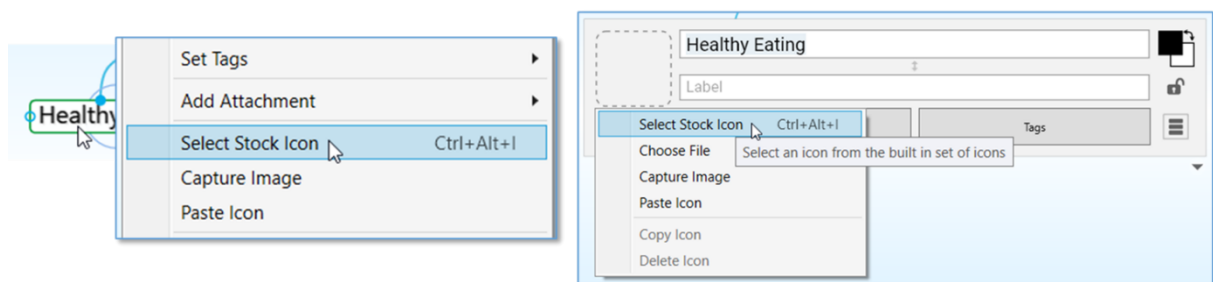 Healthy
Set Tags
Add Attachment
Select Stock Icon Ctrl+Alt+I
Capture Image
Paste Icon
Healthy Eating
Label
Tags
Select Stock Icon Ctrl+Alt+I
Select an icon from the built in set of icons
Choose File
Capture Image
Paste Icon
Copy Icon
Delete Icon